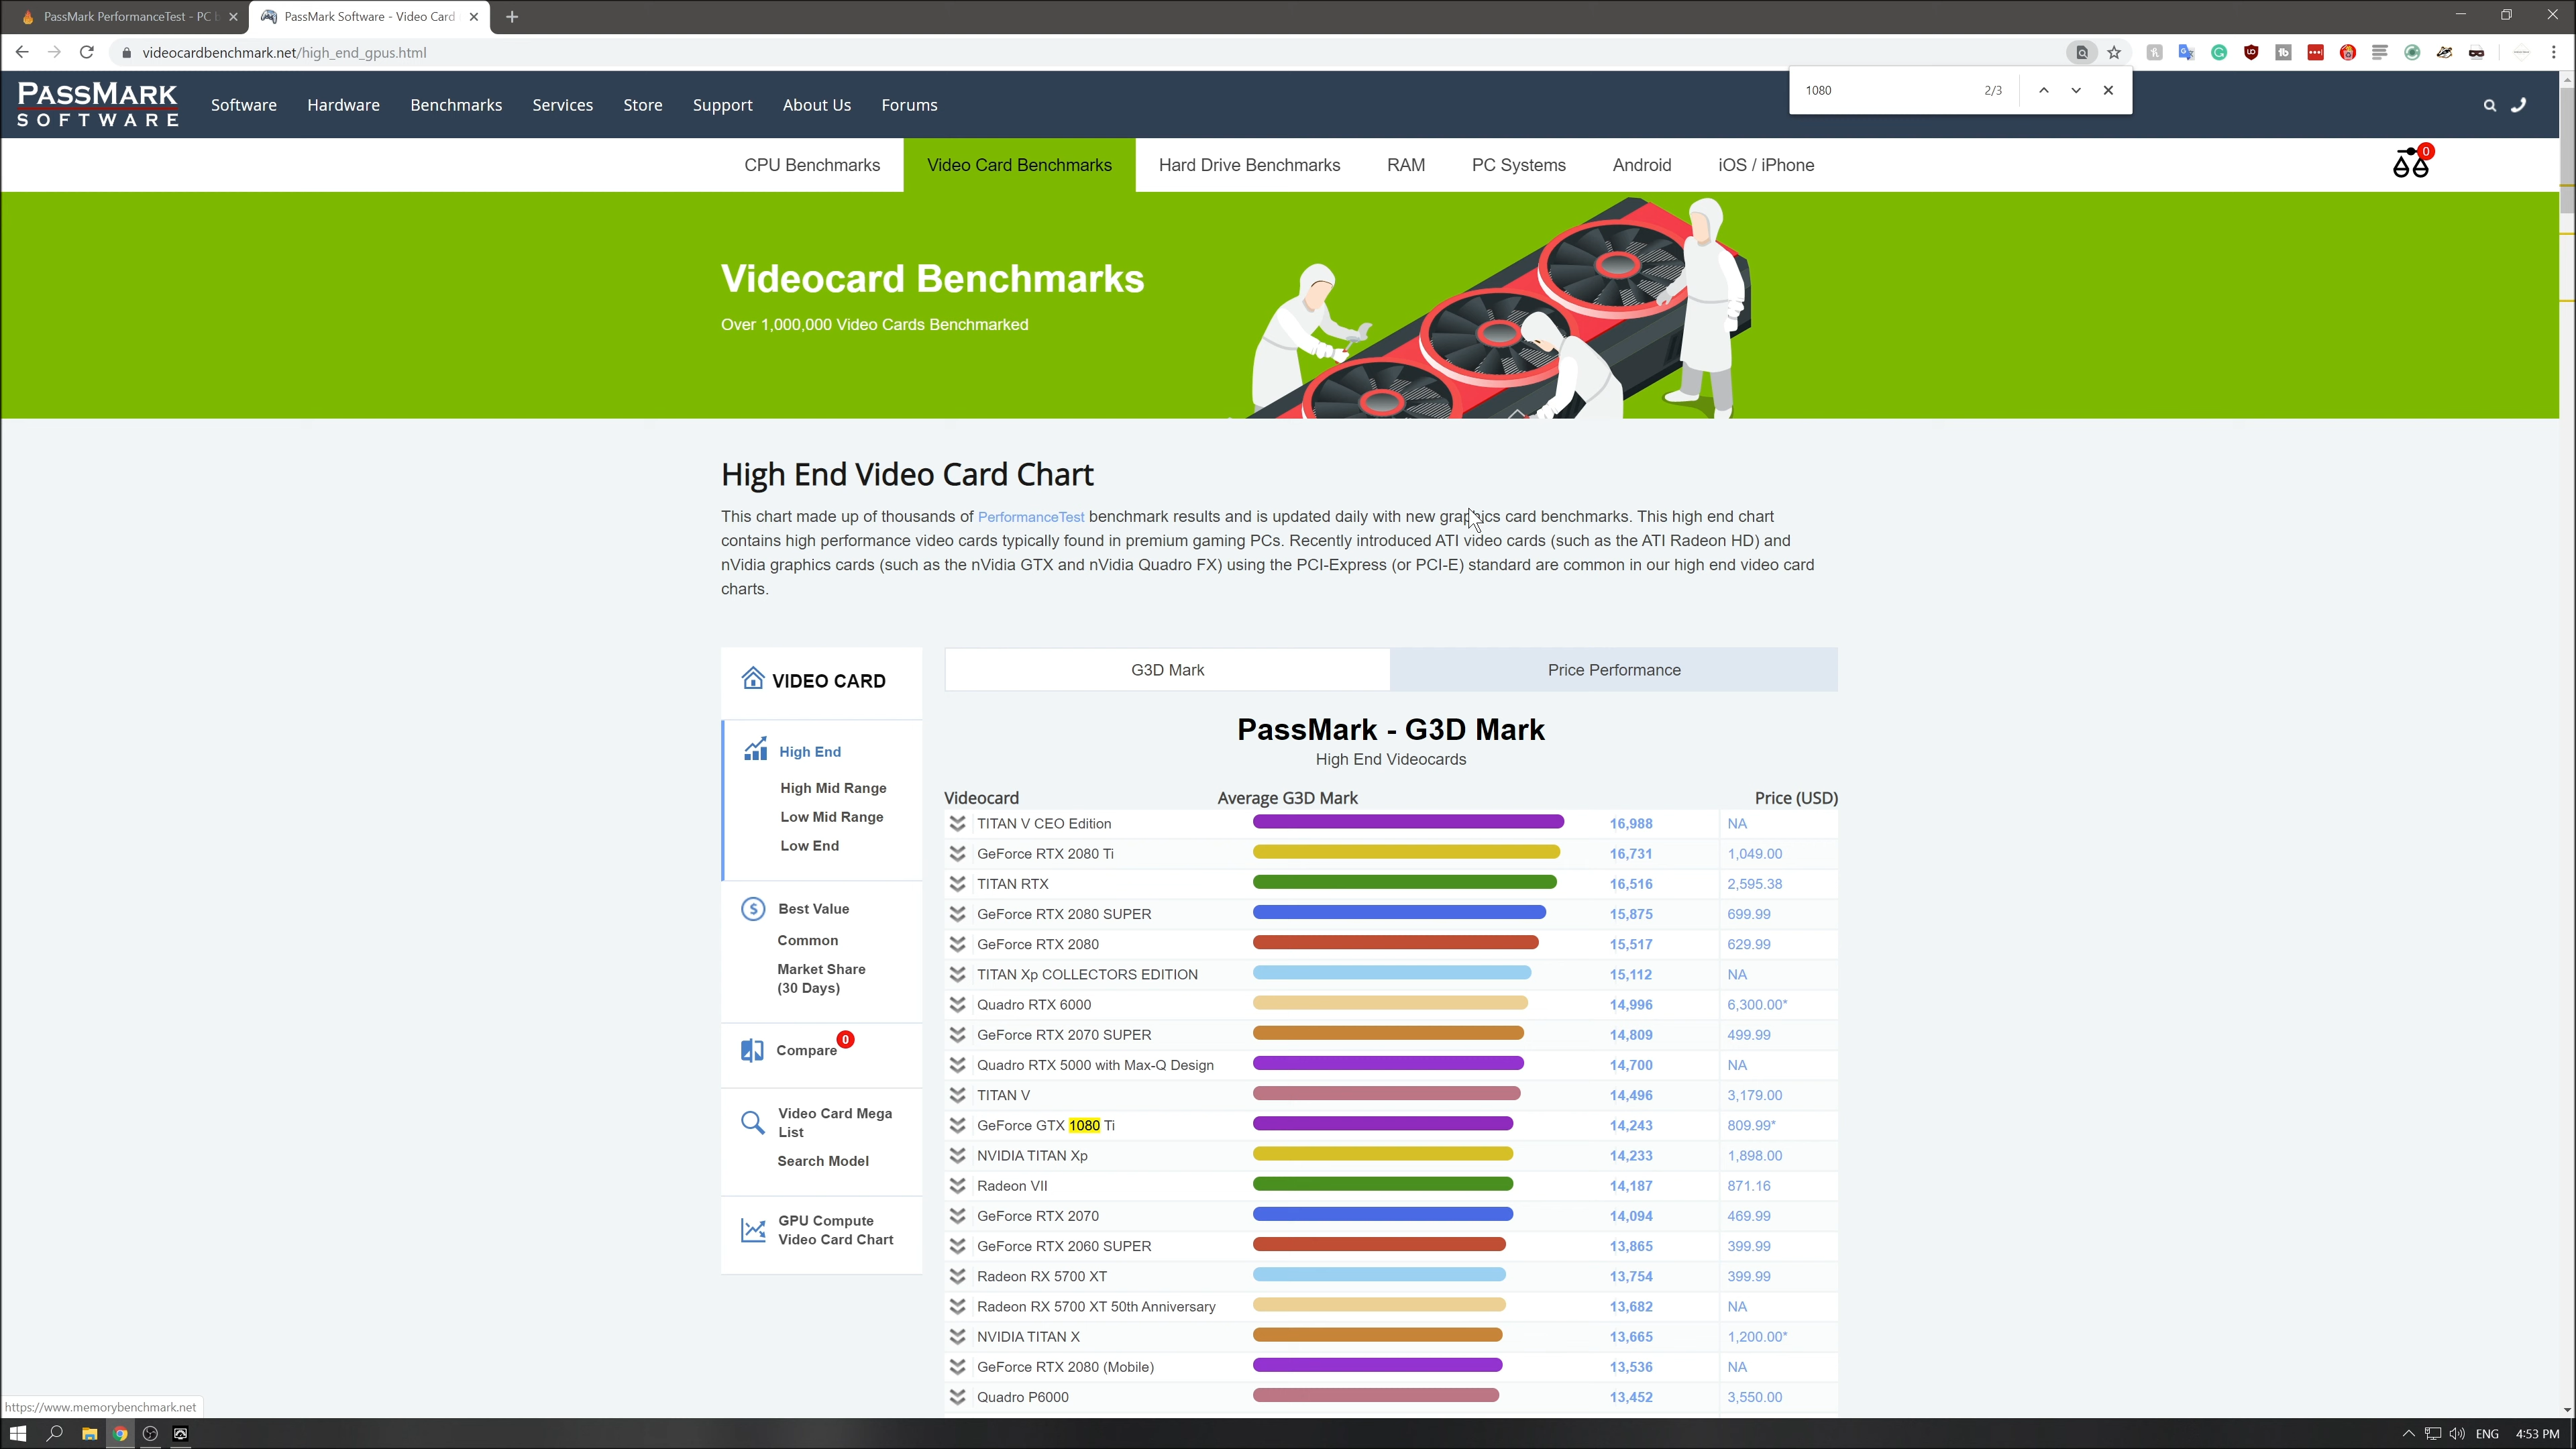 PassMark PerformanceTest - PC b
PassMark Software - Video Card
videocardbenchmark.net/high_end_gpus.html
1080
2/3
PASSMARK
SOFTWARE
Software
Hardware
Benchmarks
Services
Store
Support
About Us
Forums
CPU Benchmarks
Video Card Benchmarks
Hard Drive Benchmarks
RAM
PC Systems
Android
iOS / iPhone
0
Videocard Benchmarks
Over 1,000,000 Video Cards Benchmarked
High End Video Card Chart
This chart made up of thousands of PerformanceTest benchmark results and is updated daily with new graphics card benchmarks. This high end chart
contains high performance video cards typically found in premium gaming PCs. Recently introduced ATI video cards (such as the ATI Radeon HD) and
nVidia graphics cards (such as the nVidia GTX and nVidia Quadro FX) using the PCI-Express (or PCI-E) standard are common in our high end video card
charts.
VIDEO CARD
High End
High Mid Range
Low Mid Range
Low End
Best Value
Common
Market Share
(30 Days)
Compare
0
Video Card Mega
List
Search Model
GPU Compute
Video Card Chart
G3D Mark
Price Performance
PassMark - G3D Mark
High End Videocards
Videocard Average G3D Mark Price (USD)
TITAN V CEO Edition 16,988 NA
GeForce RTX 2080 Ti 16,731 1,049.00
TITAN RTX 16,516 2,595.38
GeForce RTX 2080 SUPER 15,875 699.99
GeForce RTX 2080 15,517 629.99
TITAN Xp COLLECTORS EDITION 15,112 NA
Quadro RTX 6000 14,996 6,300.00*
GeForce RTX 2070 SUPER 14,809 499.99
Quadro RTX 5000 with Max-Q Design 14,700 NA
TITAN V 14,496 3,179.00
GeForce GTX 1080 Ti 14,243 809.99*
NVIDIA TITAN Xp 14,233 1,898.00
Radeon VII 14,187 871.16
GeForce RTX 2070 14,094 469.99
GeForce RTX 2060 SUPER 13,865 399.99
Radeon RX 5700 XT 13,754 399.99
Radeon RX 5700 XT 50th Anniversary 13,682 NA
NVIDIA TITAN X 13,665 1,200.00*
GeForce RTX 2080 (Mobile) 13,536 NA
Quadro P6000 13,452 3,550.00
https://www.memorybenchmark.net
ENG
4:53 PM